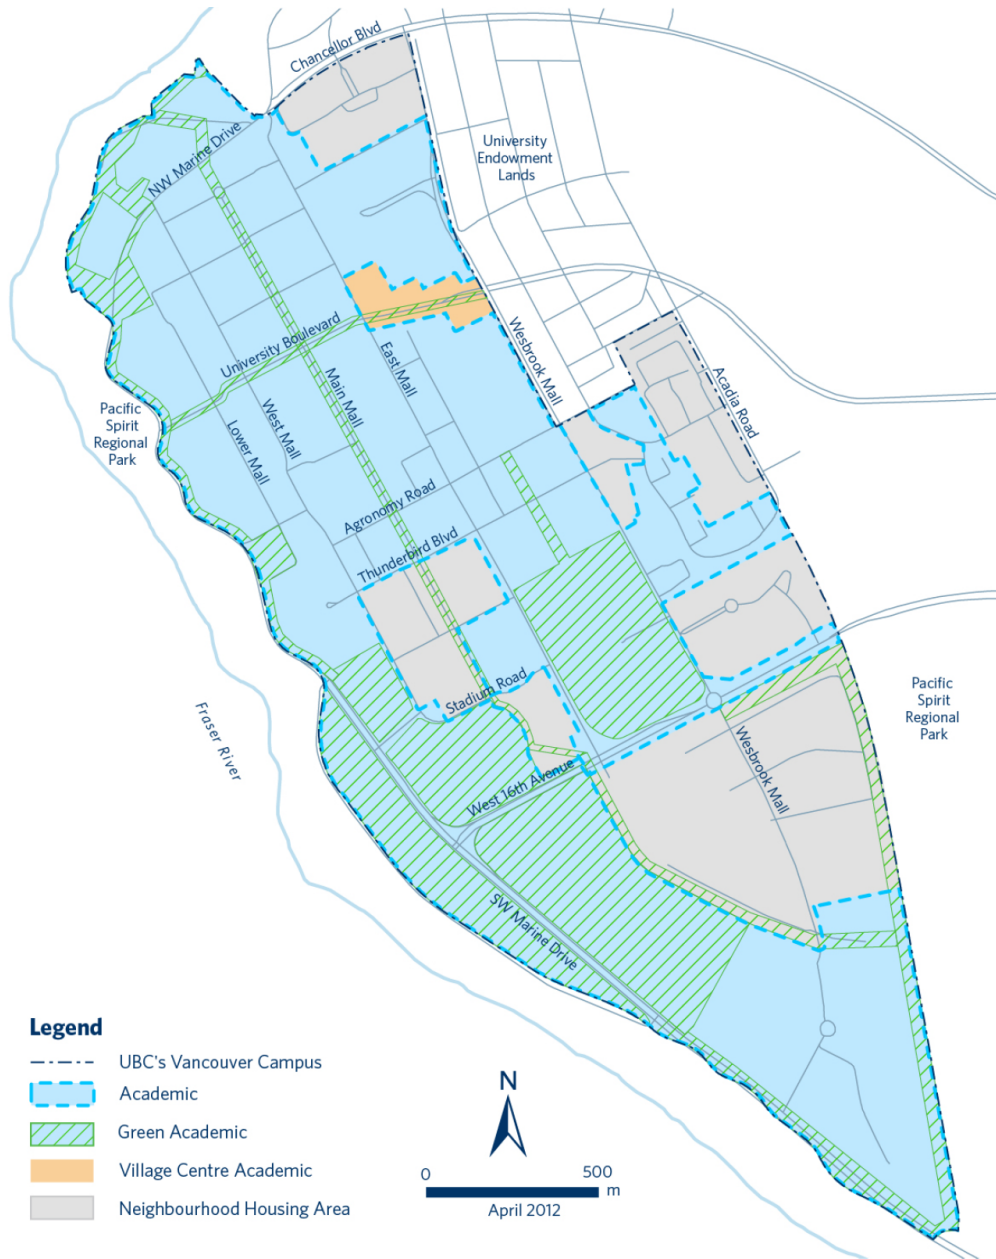 Chancellor Blvd
University
Endowment
Lands
NW Marine Drive
University Boulevard
Wesbrook Mall
East Mall
Main Mall
West Mall
Lower Mall
Acadia Road
Pacific
Spirit
Regional
Park
Agronomy Road
Thunderbird Blvd
Stadium Road
Fraser River
Pacific
Spirit
Regional
Park
West 16th Avenue
Wesbrook Mall
SW Marine Drive
Legend
UBC's Vancouver Campus
Academic
Green Academic
Village Centre Academic
Neighbourhood Housing Area
N
0 500
m
April 2012